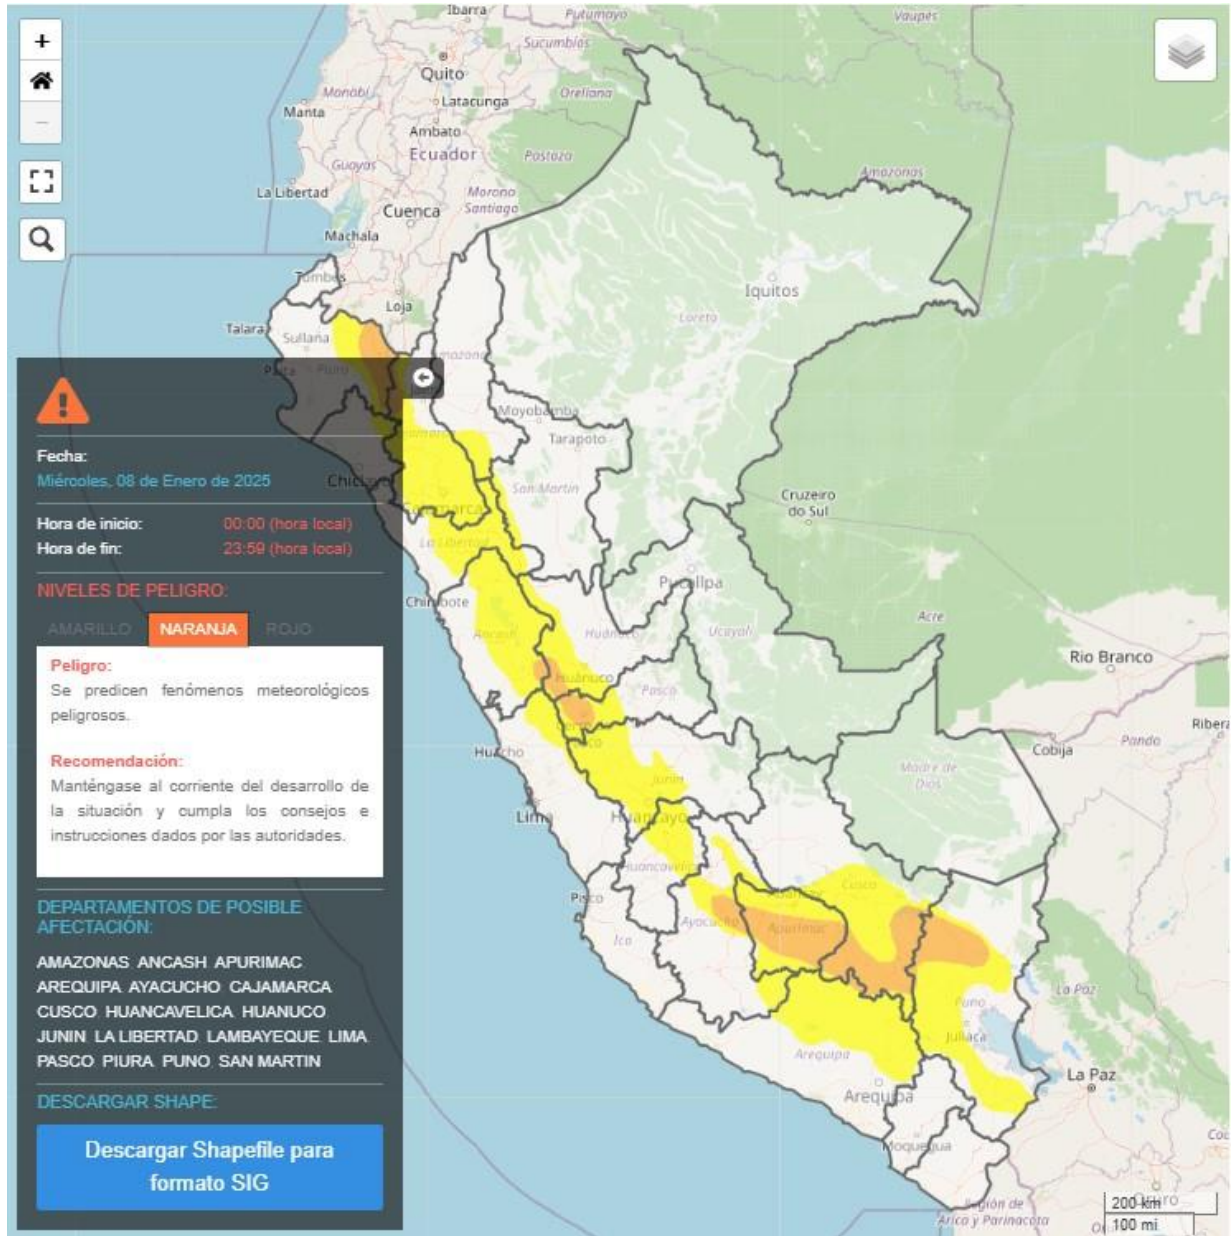 Ibarra
Putumayo
Vaupés
+
Sucumbíos
Quito
Manabí
Latacunga
Orellana
Manta
−
Ambato
Ecuador
Pastaza
Guayas
Amazonas
La Libertad
Morona
Santiago
Cuenca
Machala
Tumbes
Iquitos
Loja
Loreto
Talara
Sullana
Paita
Piura
Moyobamba
Tarapoto
Fecha:
Miércoles, 08 de Enero de 2025
San Martín
Cruzeiro
do Sul
Cajamarca
Hora de inicio: 00:00 (hora local)
Hora de fin: 23:59 (hora local)
La Libertad
Pucallpa
NIVELES DE PELIGRO:
Chimbote
Acre
AMARILLO NARANJA ROJO
Ancash
Huánuco
Ucayali
Rio Branco
Peligro:
Se predicen fenómenos meteorológicos
peligrosos.
Huánuco
Pasco
Huacho
Cobija
Pando
Recomendación:
Manténgase al corriente del desarrollo de
la situación y cumpla los consejos e
instrucciones dados por las autoridades.
Junín
Madre de
Dios
Lima
Huancayo
Huancavelica
Pisco
Abancay
Cusco
DEPARTAMENTOS DE POSIBLE
AFECTACIÓN:
Ica
Ayacucho
Apurímac
AMAZONAS ANCASH APURIMAC
AREQUIPA AYACUCHO CAJAMARCA
CUSCO HUANCAVELICA HUANUCO
JUNIN LA LIBERTAD LAMBAYEQUE LIMA
PASCO PIURA PUNO SAN MARTIN
La Paz
Puno
Juliaca
Arequipa
La Paz
Arequipa
DESCARGAR SHAPE:
Descargar Shapefile para
formato SIG
Moquegua
Región de
Arica y Parinacota
Oruro
200 km
100 mi